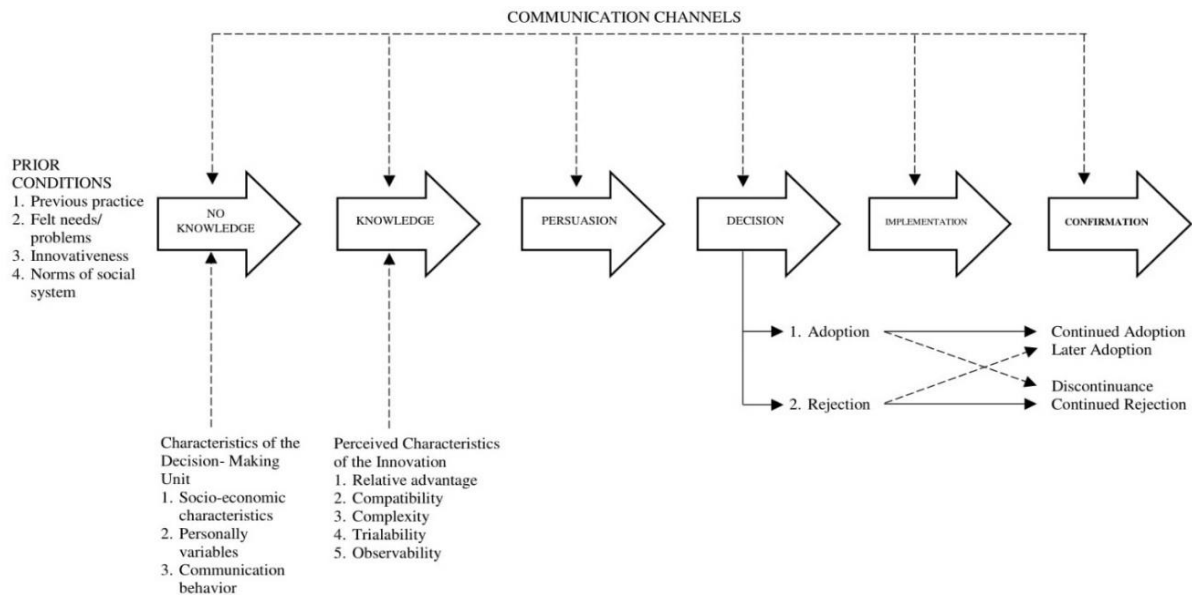 COMMUNICATION CHANNELS
PRIOR
CONDITIONS
1. Previous practice
2. Felt needs/
problems
3. Innovativeness
4. Norms of social
system
NO
KNOWLEDGE
KNOWLEDGE
PERSUASION
DECISION
IMPLEMENTATION
CONFIRMATION
1. Adoption
2. Rejection
Continued Adoption
Later Adoption
Discontinuance
Continued Rejection
Characteristics of the
Decision- Making
Unit
1. Socio-economic
characteristics
2. Personally
variables
3. Communication
behavior
Perceived Characteristics
of the Innovation
1. Relative advantage
2. Compatibility
3. Complexity
4. Trialability
5. Observability